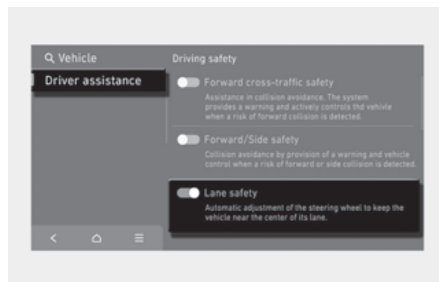 Vehicle
Driver assistance
Driving safety
Forward cross-traffic safety
Assistance in collision avoidance. The system
provides a warning and actively controls thd vehivle
when a risk of forward collision is detected.
Forward/Side safety
Collision avoidance by provision of a warning and vehicle
control when a risk of forward or side collision is detected.
Lane safety
Automatic adjustment of the steering wheel to keep the
vehicle near the center of its lane.